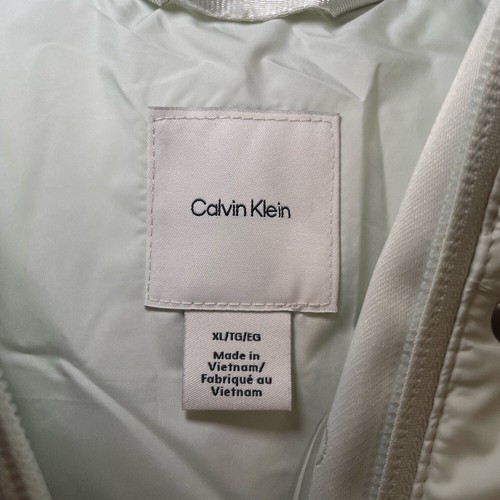 Calvin Klein
XL/TG/EG
Made in
Vietnam/
Fabriqué au
Vietnam